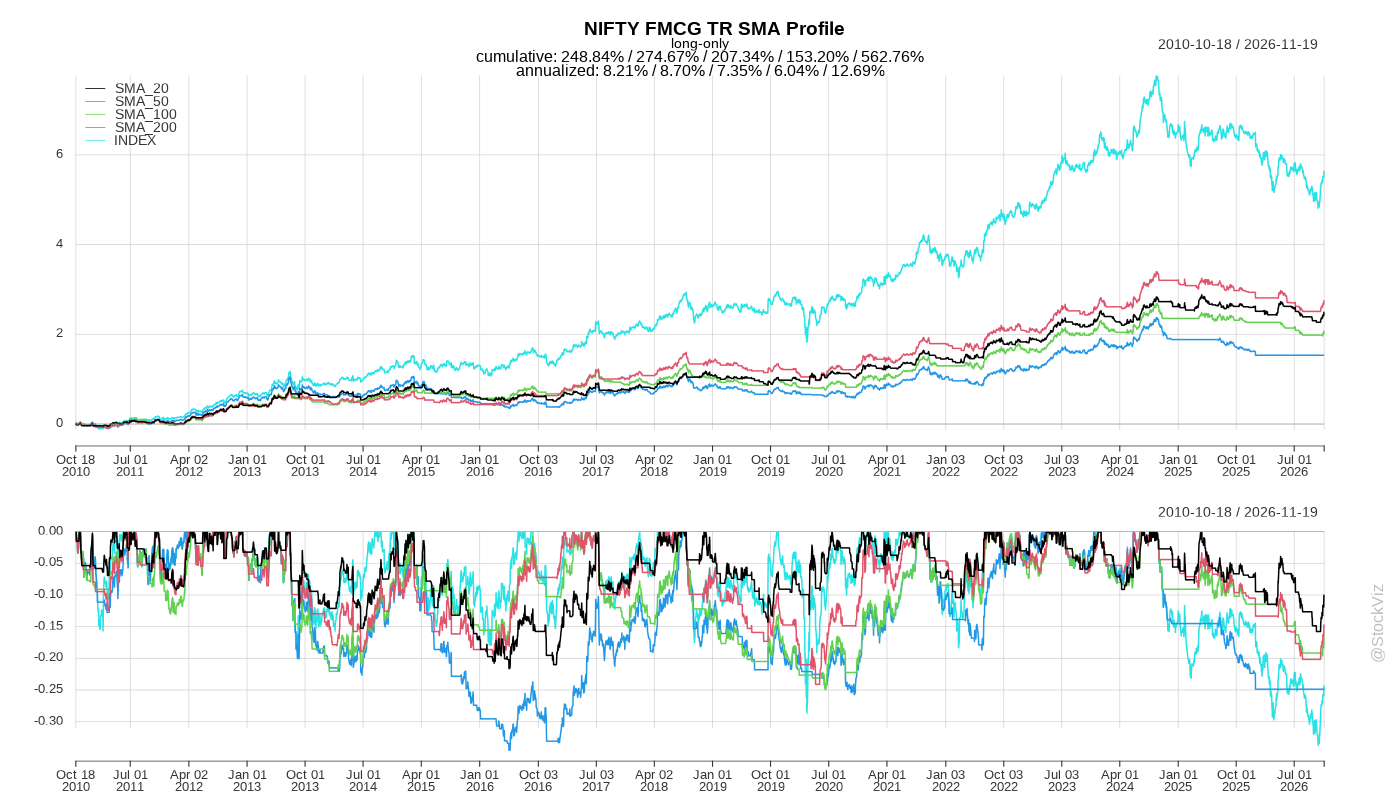 NIFTY FMCG TR SMA Profile
long-only
2010-10-18 / 2026-11-19
cumulative: 248.84% / 274.67% / 207.34% / 153.20% / 562.76%
annualized: 8.21% / 8.70% / 7.35% / 6.04% / 12.69%
SMA_20
SMA_50
SMA_100
SMA_200
INDEX
6
4
2
0
Oct 18 Jul 01 Apr 02 Jan 01 Oct 01 Jul 01 Apr 01 Jan 01 Oct 03 Jul 03 Apr 02 Jan 01 Oct 01 Jul 01 Apr 01 Jan 03 Oct 03 Jul 03 Apr 01 Jan 01 Oct 01 Jul 01
2010 2011 2012 2013 2013 2014 2015 2016 2016 2017 2018 2019 2019 2020 2021 2022 2022 2023 2024 2025 2025 2026
2010-10-18 / 2026-11-19
0.00
-0.05
-0.10
-0.15
-0.20
-0.25
-0.30
Oct 18 Jul 01 Apr 02 Jan 01 Oct 01 Jul 01 Apr 01 Jan 01 Oct 03 Jul 03 Apr 02 Jan 01 Oct 01 Jul 01 Apr 01 Jan 03 Oct 03 Jul 03 Apr 01 Jan 01 Oct 01 Jul 01
2010 2011 2012 2013 2013 2014 2015 2016 2016 2017 2018 2019 2019 2020 2021 2022 2022 2023 2024 2025 2025 2026
@StockViz